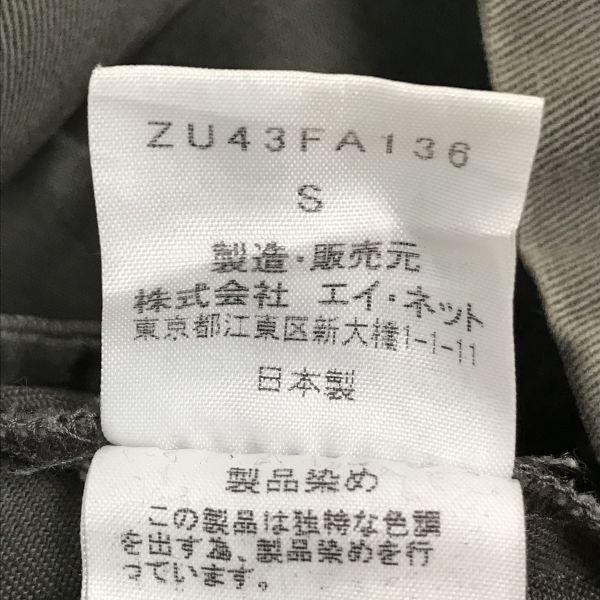 ZU43FA136
S
製造・販売元
株式会社 エイ・ネット
東京都江東区新大橋1-1-11
日本製
製品染め
この製品は独特な色調
を出す為、製品染めを行
っています。